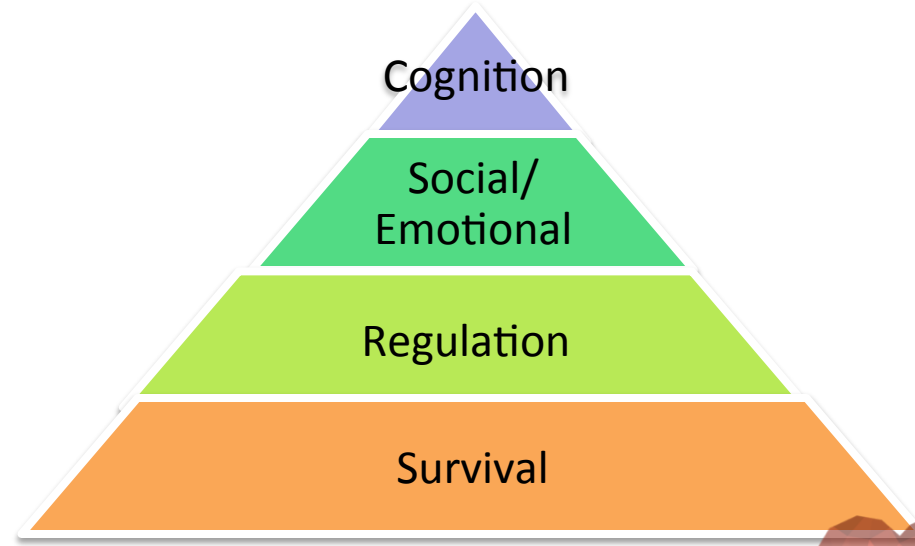 Cognition
Social/
Emotional
Regulation
Survival